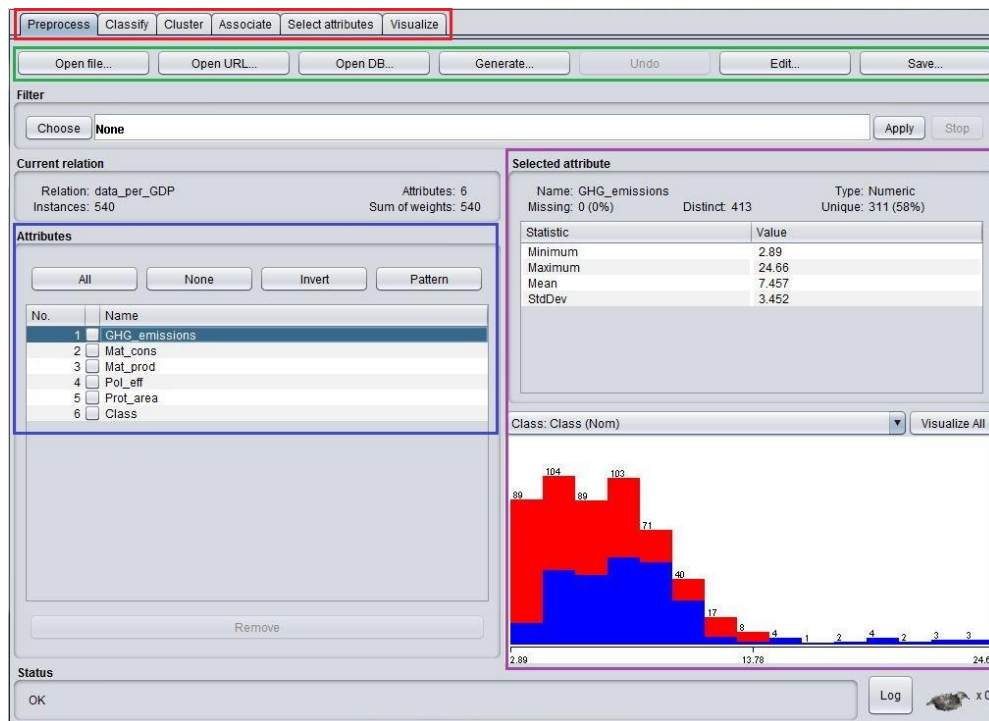 Preprocess Classify Cluster Associate Select attributes Visualize
Open file... Open URL... Open DB... Generate... Undo Edit... Save...
Filter
Choose None Apply Stop
Current relation
Relation: data_per_GDP Attributes: 6
Instances: 540 Sum of weights: 540
Attributes
All None Invert Pattern
No. Name
1 GHG_emissions
2 Mat_cons
3 Mat_prod
4 Pol_eff
5 Prot_area
6 Class
Remove
Selected attribute
Name: GHG_emissions Type: Numeric
Missing: 0 (0%) Distinct: 413 Unique: 311 (58%)
Statistic Value
Minimum 2.89
Maximum 24.66
Mean 7.457
StdDev 3.452
Class: Class (Nom) Visualize All
89 104 89 103 71 40 17 8 4 1 2 4 2 3 3
2.89 13.78 24.6
Status
OK Log x 0